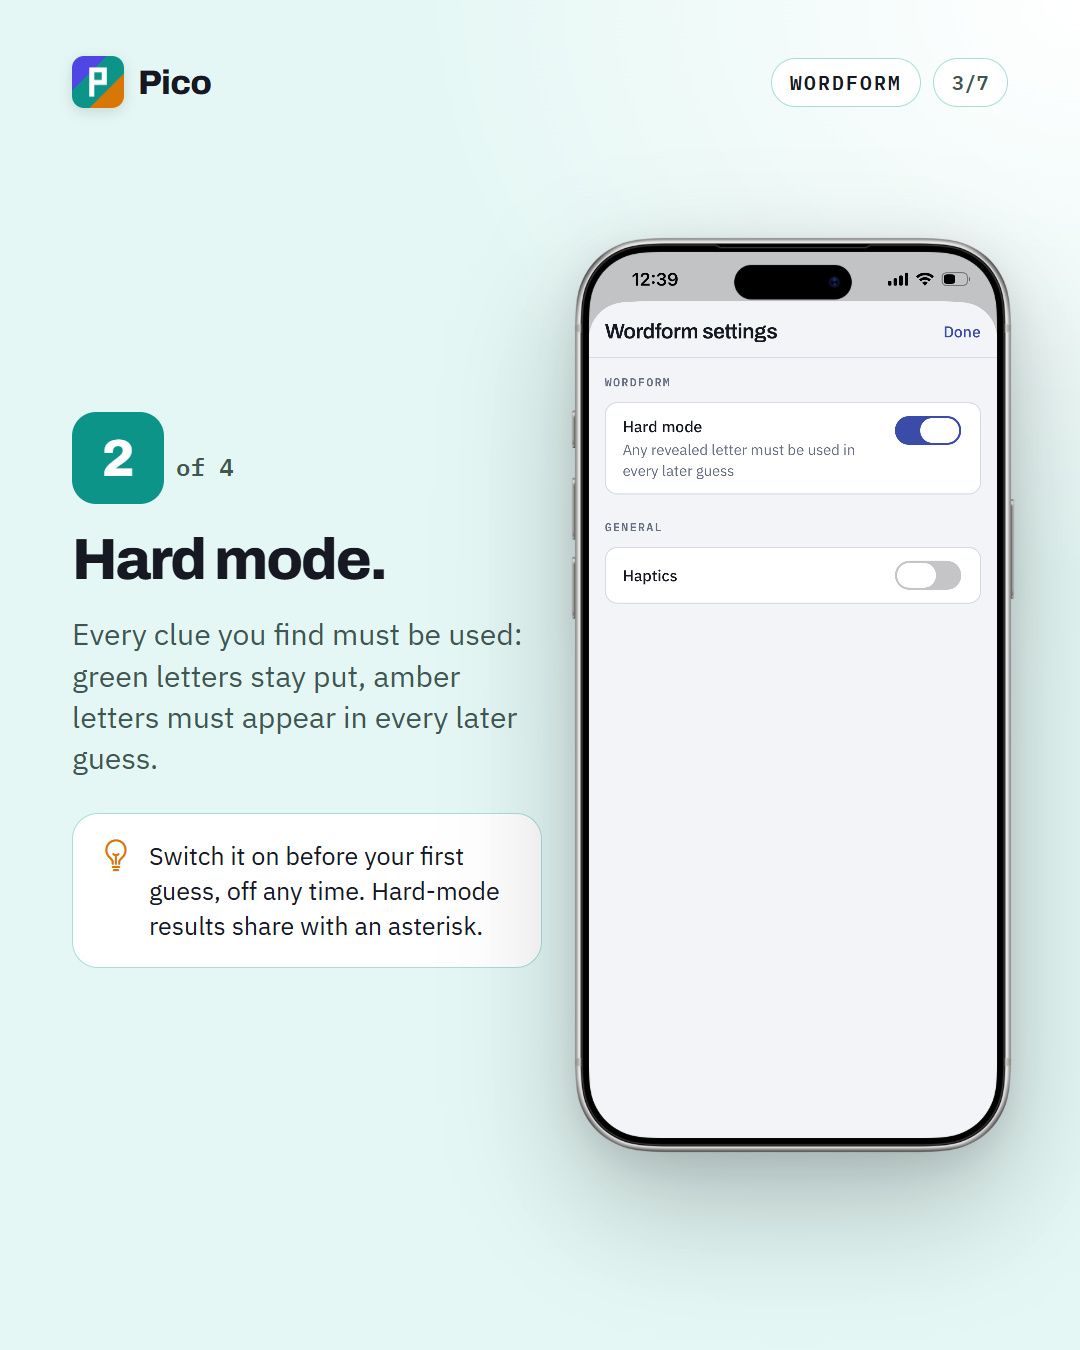 Pico
WORDFORM
3/7
2 of 4
Hard mode.
Every clue you find must be used:
green letters stay put, amber
letters must appear in every later
guess.
Switch it on before your first
guess, off any time. Hard-mode
results share with an asterisk.
12:39
Wordform settings
Done
WORDFORM
Hard mode
Any revealed letter must be used in
every later guess
GENERAL
Haptics